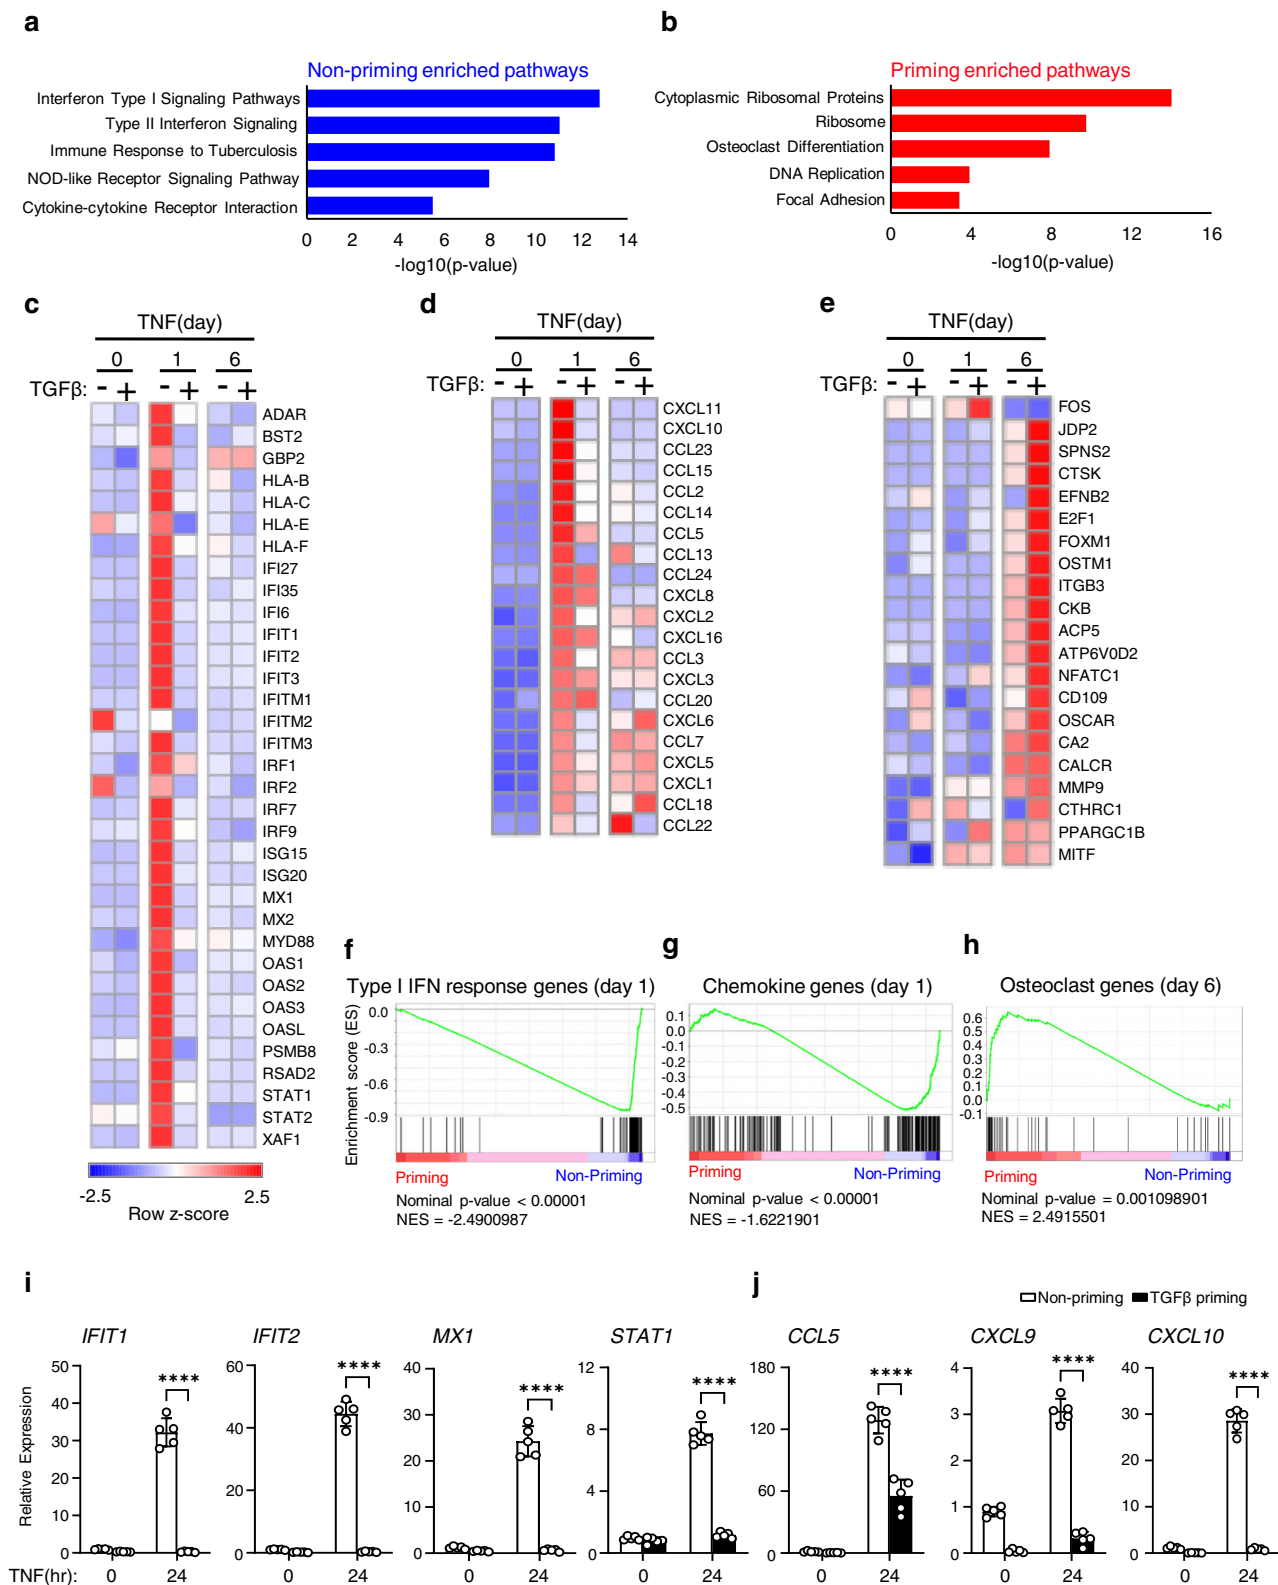 a
Non-priming enriched pathways
Interferon Type I Signaling Pathways
Type II Interferon Signaling
Immune Response to Tuberculosis
NOD-like Receptor Signaling Pathway
Cytokine-cytokine Receptor Interaction
0 2 4 6 8 10 12 14
-log10(p-value)
b
Priming enriched pathways
Cytoplasmic Ribosomal Proteins
Ribosome
Osteoclast Differentiation
DNA Replication
Focal Adhesion
0 4 8 12 16
-log10(p-value)
c
TNF(day)
0 1 6
TGFβ: - + - + - +
ADAR
BST2
GBP2
HLA-B
HLA-C
HLA-E
HLA-F
IFI27
IFI35
IFI6
IFIT1
IFIT2
IFIT3
IFITM1
IFITM2
IFITM3
IRF1
IRF2
IRF7
IRF9
ISG15
ISG20
MX1
MX2
MYD88
OAS1
OAS2
OAS3
OASL
PSMB8
RSAD2
STAT1
STAT2
XAF1
-2.5 2.5
Row z-score
d
TNF(day)
0 1 6
TGFβ: - + - + - +
CXCL11
CXCL10
CCL23
CCL15
CCL2
CCL14
CCL5
CCL13
CCL24
CXCL8
CXCL2
CXCL16
CCL3
CXCL3
CCL20
CXCL6
CCL7
CXCL5
CXCL1
CCL18
CCL22
e
TNF(day)
0 1 6
TGFβ: - + - + - +
FOS
JDP2
SPNS2
CTSK
EFNB2
E2F1
FOXM1
OSTM1
ITGB3
CKB
ACP5
ATP6V0D2
NFATC1
CD109
OSCAR
CA2
CALCR
MMP9
CTHRC1
PPARGC1B
MITF
f
Type I IFN response genes (day 1)
Enrichment score (ES)
0.0
-0.3
-0.6
-0.9
Priming Non-Priming
Nominal p-value < 0.00001
NES = -2.4900987
g
Chemokine genes (day 1)
0.1
0.0
-0.1
-0.2
-0.3
-0.4
-0.5
Priming Non-Priming
Nominal p-value < 0.00001
NES = -1.6221901
h
Osteoclast genes (day 6)
0.6
0.5
0.4
0.3
0.2
0.1
0.0
-0.1
Priming Non-Priming
Nominal p-value = 0.001098901
NES = 2.4915501
i
Relative Expression
IFIT1
50
40
30
20
10
0
****
IFIT2
60
40
20
0
****
MX1
40
30
20
10
0
****
STAT1
12
8
4
0
****
j
Non-priming TGFβ priming
CCL5
180
120
60
0
****
CXCL9
4
3
2
1
0
****
CXCL10
40
30
20
10
0
****
TNF(hr): 0 24 0 24 0 24 0 24 0 24 0 24 0 24